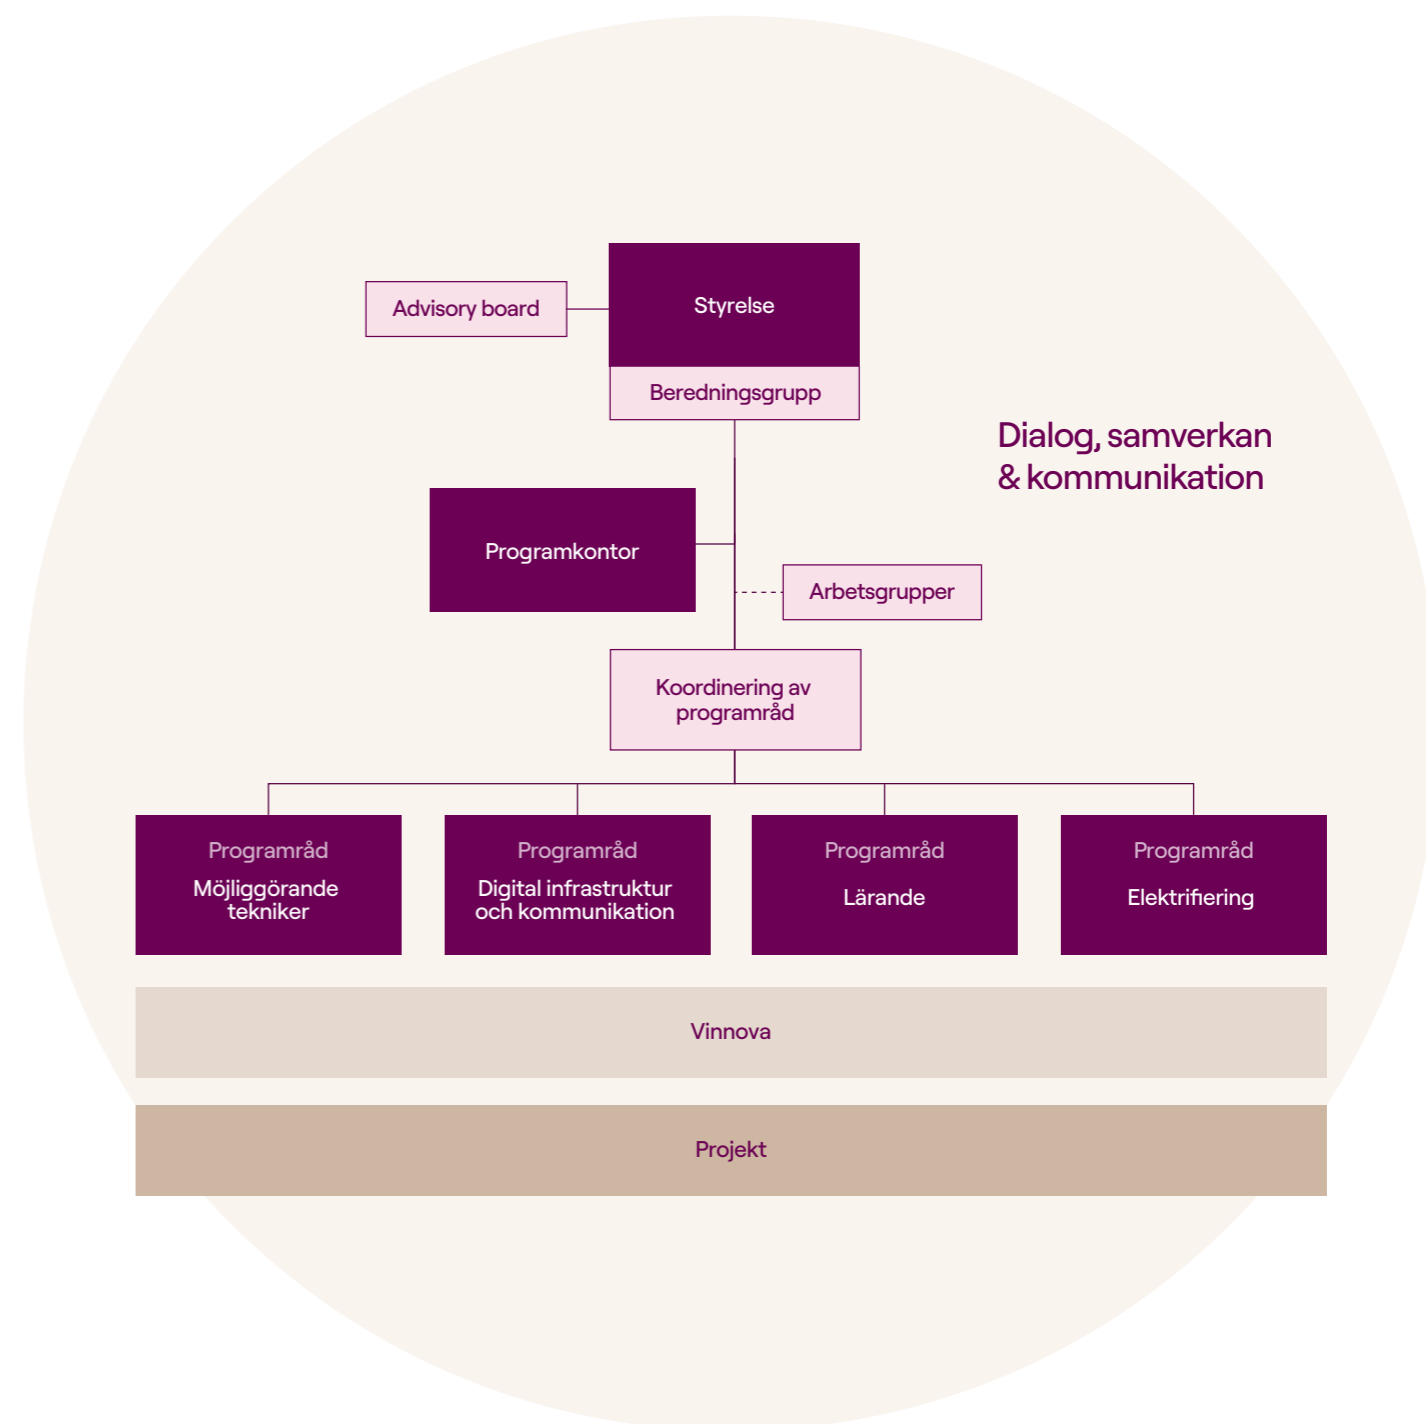 Styrelse
Advisory board
Beredningsgrupp
Dialog, samverkan
& kommunikation
Programkontor
Arbetsgrupper
Koordinering av
programråd
Programråd
Möjliggörande
tekniker
Programråd
Digital infrastruktur
och kommunikation
Programråd
Lärande
Programråd
Elektrifiering
Vinnova
Projekt